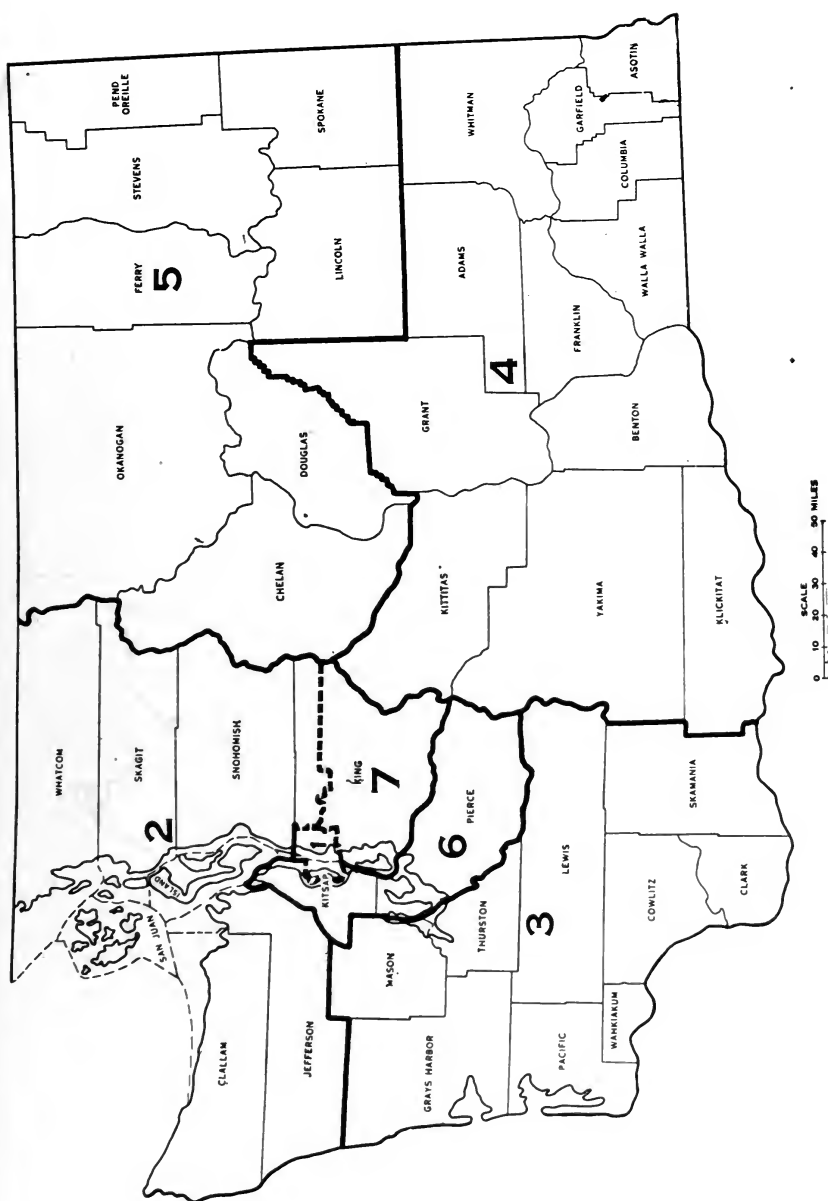 WHATCOM
SKAGIT
2
SNOHOMISH
SAN JUAN
ISLAND
CLALLAM
JEFFERSON
KITSAP
1
KING
7
MASON
GRAYS HARBOR
THURSTON
6
PIERCE
3
LEWIS
PACIFIC
WAHKIAKUM
COWLITZ
CLARK
SKAMANIA
OKANOGAN
CHELAN
DOUGLAS
FERRY
5
STEVENS
PEND
OREILLE
LINCOLN
SPOKANE
KITTITAS
GRANT
4
ADAMS
WHITMAN
YAKIMA
KLICKITAT
BENTON
FRANKLIN
WALLA WALLA
COLUMBIA
GARFIELD
ASOTIN
SCALE
0 10 20 30 40 50 MILES